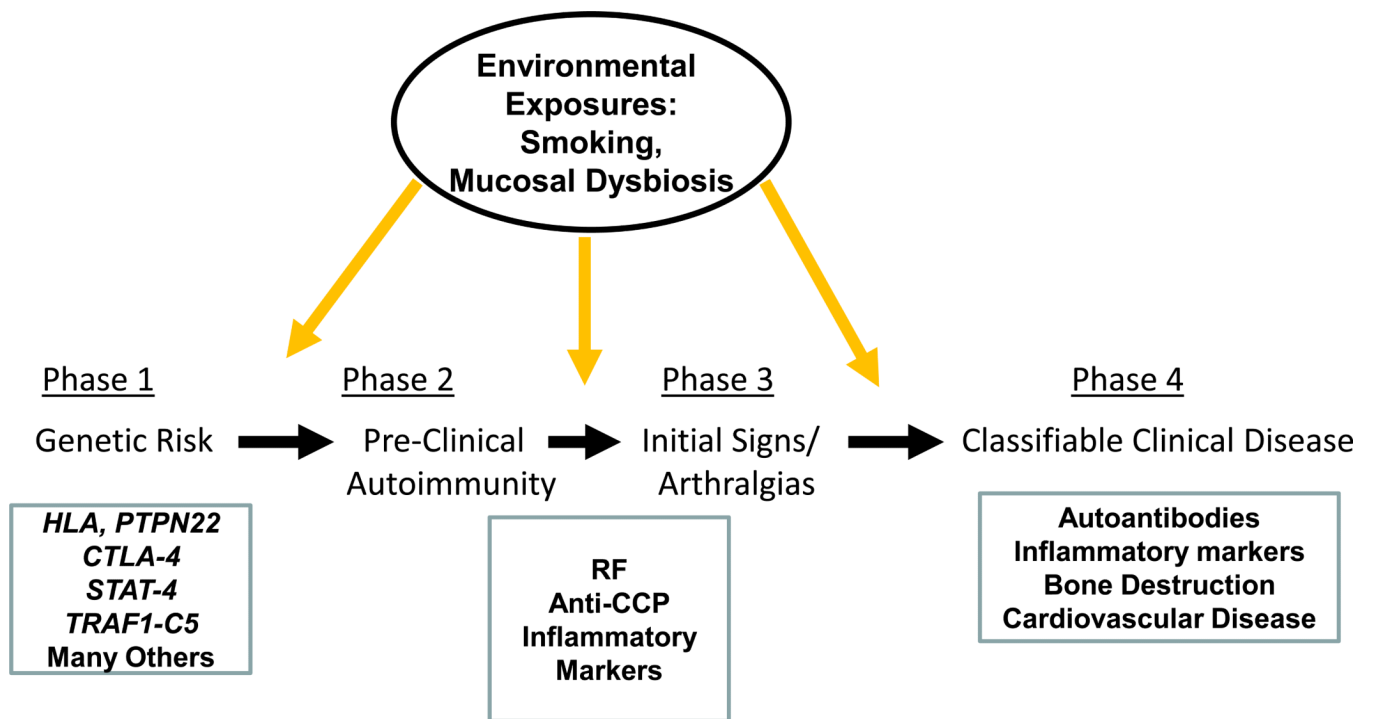 Environmental
Exposures:
Smoking,
Mucosal Dysbiosis
Phase 1
Phase 2
Phase 3
Phase 4
Genetic Risk
Pre-Clinical
Autoimmunity
Initial Signs/
Arthralgias
Classifiable Clinical Disease
HLA, PTPN22
CTLA-4
STAT-4
TRAF1-C5
Many Others
RF
Anti-CCP
Inflammatory
Markers
Autoantibodies
Inflammatory markers
Bone Destruction
Cardiovascular Disease